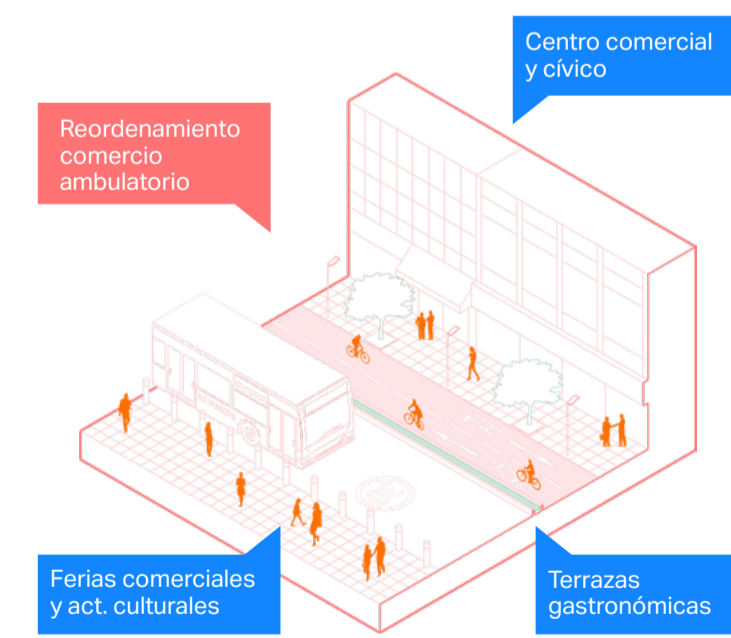 Centro comercial
y cívico
Reordenamiento
comercio
ambulatorio
Ferias comerciales
y act. culturales
Terrazas
gastronómicas